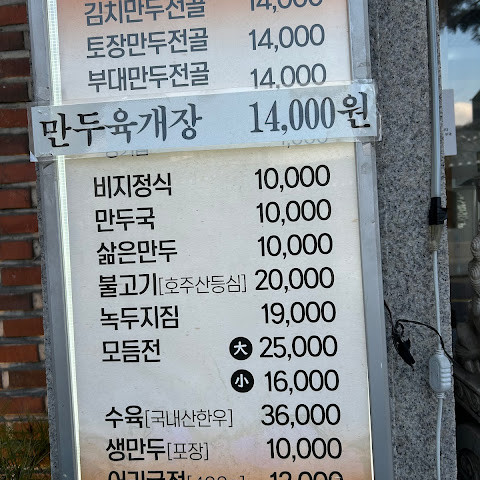 김치만두전골 14,000
토장만두전골 14,000
부대만두전골 14,000
만두육개장 14,000원
비지정식 10,000
만두국 10,000
삶은만두 10,000
불고기[호주산등심] 20,000
녹두지짐 19,000
모듬전 大 25,000
小 16,000
수육[국내산한우] 36,000
생만두[포장] 10,000
12,000